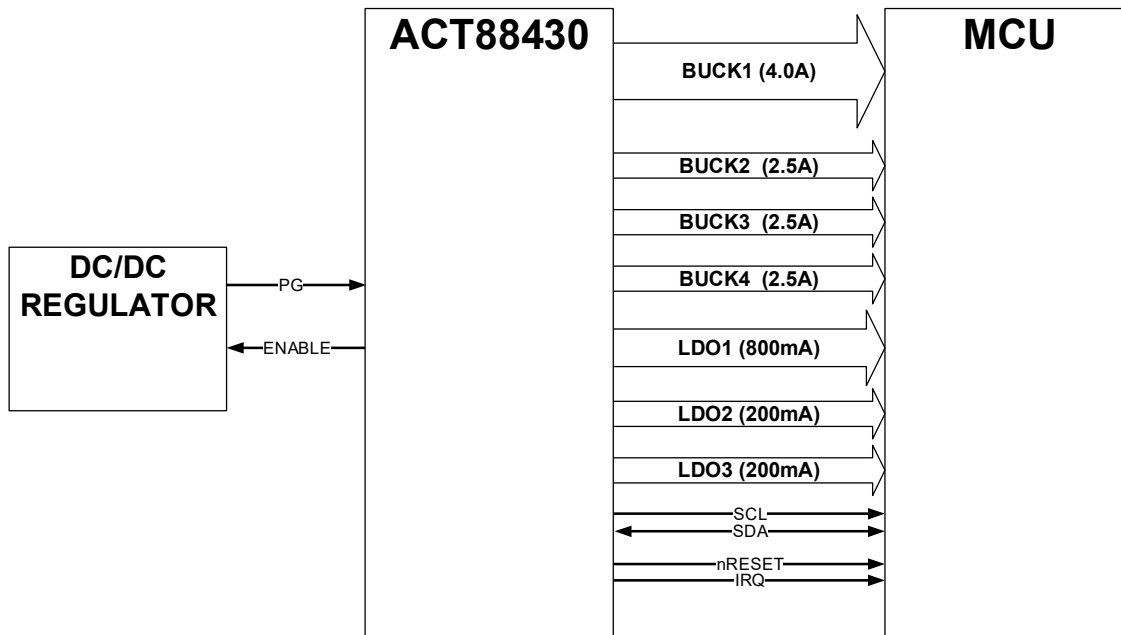 ACT88430
MCU
BUCK1 (4.0A)
BUCK2 (2.5A)
BUCK3 (2.5A)
BUCK4 (2.5A)
DC/DC
REGULATOR
PG
ENABLE
LDO1 (800mA)
LDO2 (200mA)
LDO3 (200mA)
SCL
SDA
nRESET
IRQ